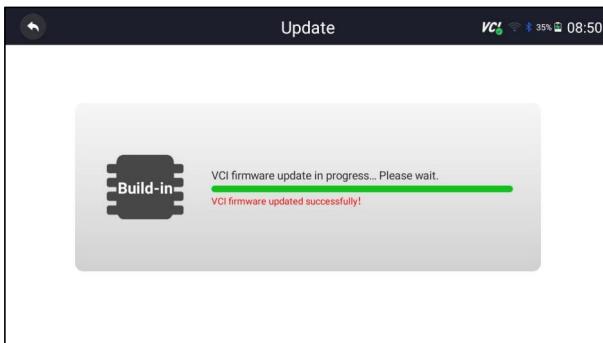 Update
VCI 35% 08:50
Build-in
VCI firmware update in progress... Please wait.
VCI firmware updated successfully!